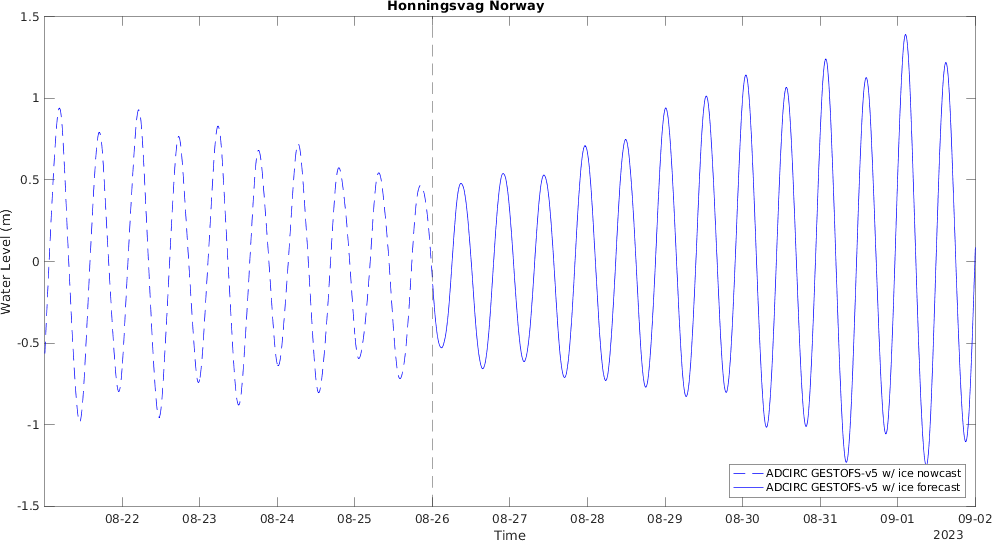 Honningsvag Norway
1.5
1
0.5
0
-0.5
-1
-1.5
Water Level (m)
ADCIRC GESTOFS-v5 w/ ice nowcast
ADCIRC GESTOFS-v5 w/ ice forecast
08-22 08-23 08-24 08-25 08-26 08-27 08-28 08-29 08-30 08-31 09-01 09-02
Time
2023